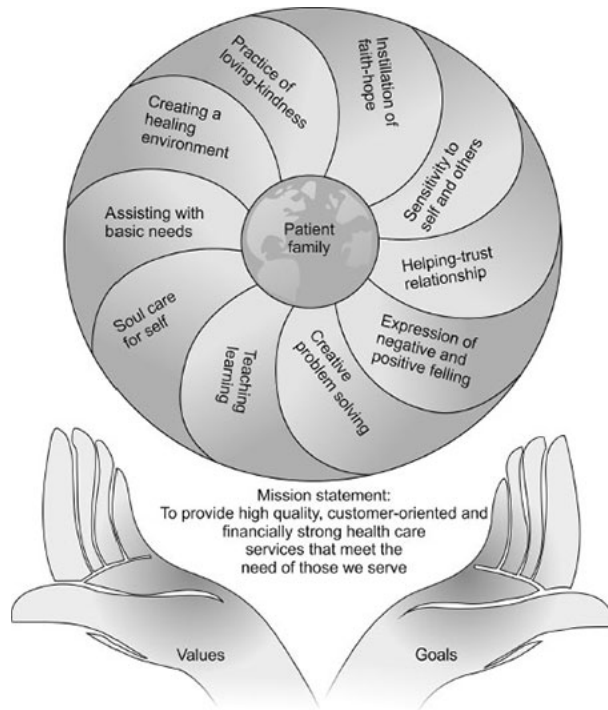 Practice of
loving-kindness
Instillation of
faith-hope
Sensitivity to
self and others
Helping-trust
relationship
Expression of
negative and
positive felling
Creative
problem solving
Teaching
learning
Soul care
for self
Assisting with
basic needs
Creating a
healing
environment
Patient
family
Mission statement:
To provide high quality, customer-oriented and
financially strong health care
services that meet the
need of those we serve
Values
Goals